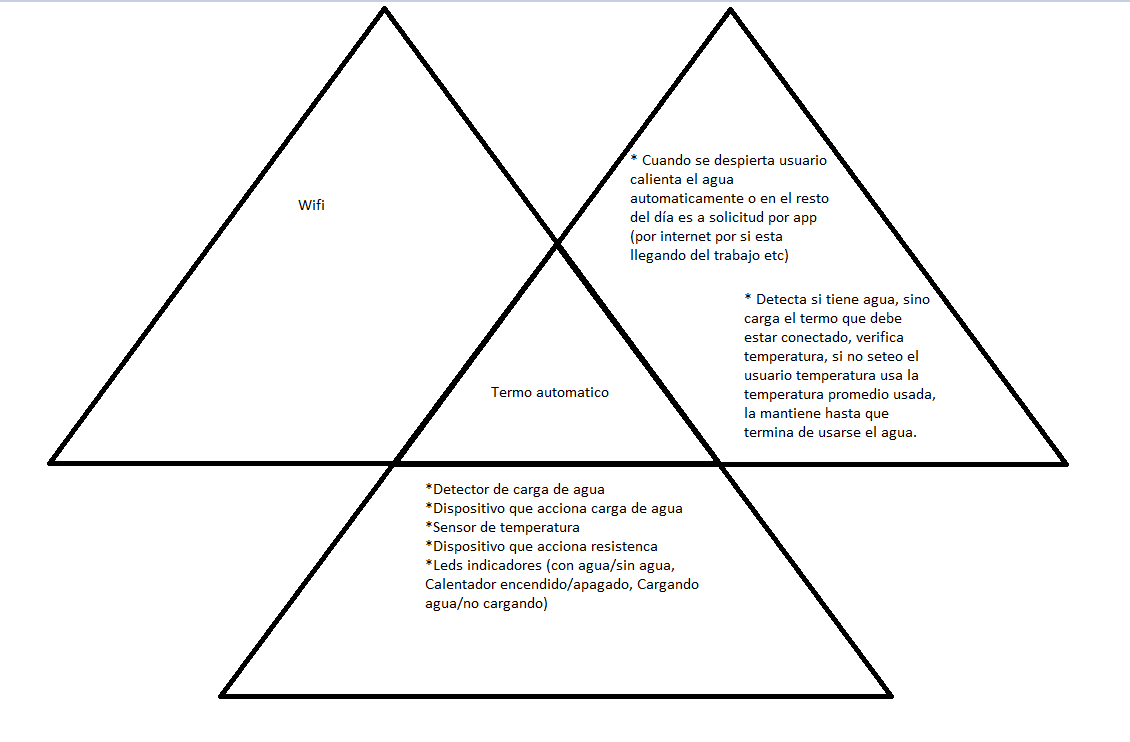 Wifi
* Cuando se despierta usuario
calienta el agua
automaticamente o en el resto
del día es a solicitud por app
(por internet por si esta
llegando del trabajo etc)
* Detecta si tiene agua, sino
carga el termo que debe
estar conectado, verifica
temperatura, si no seteo el
usuario temperatura usa la
temperatura promedio usada,
la mantiene hasta que
termina de usarse el agua.
Termo automatico
*Detector de carga de agua
*Dispositivo que acciona carga de agua
*Sensor de temperatura
*Dispositivo que acciona resistenca
*Leds indicadores (con agua/sin agua,
Calentador encendido/apagado, Cargando
agua/no cargando)